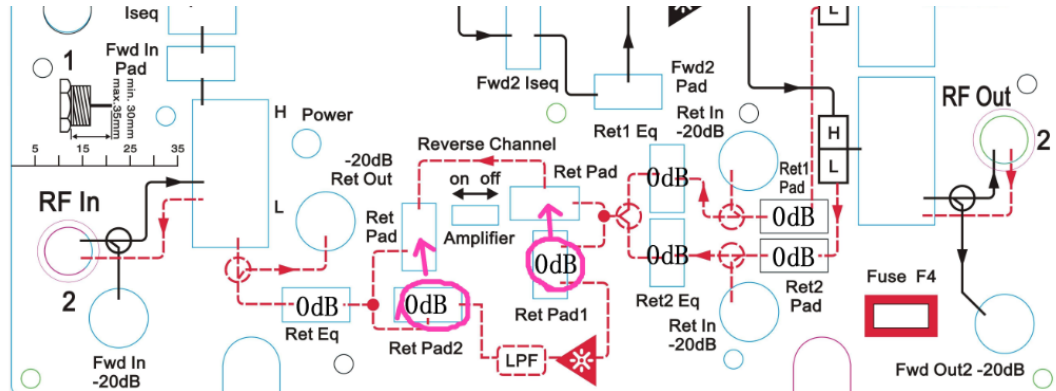 Iseq
Fwd In
Pad
1
min. 30mm
max.35mm
5 15 25 35
RF In
2
Fwd In
-20dB
H
L
Power
-20dB
Ret Out
0dB
Ret Eq
Reverse Channel
on off
Amplifier
Ret
Pad
0dB
Ret Pad2
LPF
Ret Pad
0dB
Ret Pad1
Fwd2 Iseq
Fwd2
Pad
Ret1 Eq
0dB
0dB
Ret2 Eq
Ret In
-20dB
Ret1
Pad
0dB
0dB
Ret2
Pad
Ret In
-20dB
L
H
L
RF Out
2
Fuse F4
Fwd Out2 -20dB